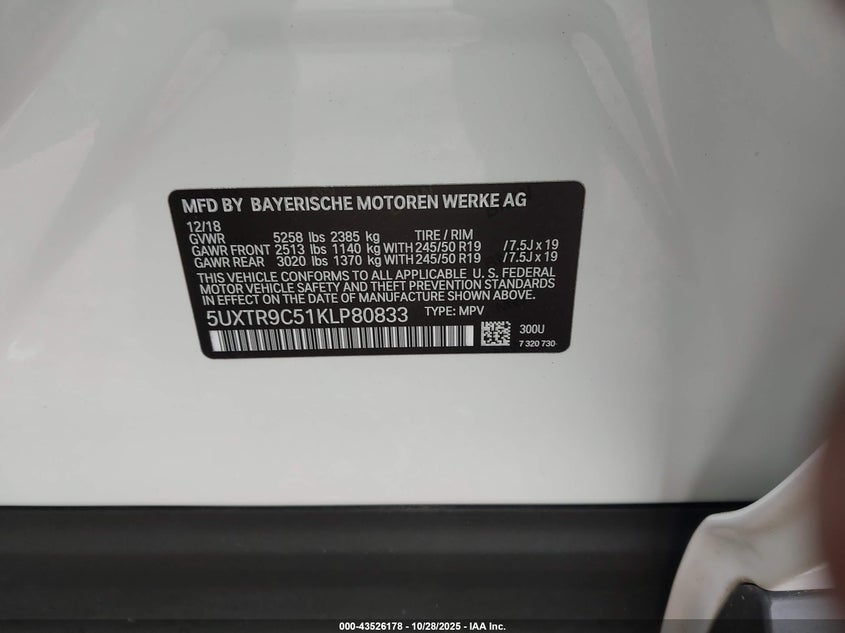 MFD BY BAYERISCHE MOTOREN WERKE AG
12/18
GVWR 5258 lbs 2385 kg TIRE / RIM
GAWR FRONT 2513 lbs 1140 kg WITH 245/50 R19 / 7.5J x 19
GAWR REAR 3020 lbs 1370 kg WITH 245/50 R19 / 7.5J x 19
THIS VEHICLE CONFORMS TO ALL APPLICABLE U. S. FEDERAL
MOTOR VEHICLE SAFETY AND THEFT PREVENTION STANDARDS
IN EFFECT ON THE DATE OF MANUFACTURE SHOWN ABOVE.
5UXTR9C51KLP80833 TYPE: MPV
300U
7 320 730
000-43526178 - 10/28/2025 - IAA Inc.